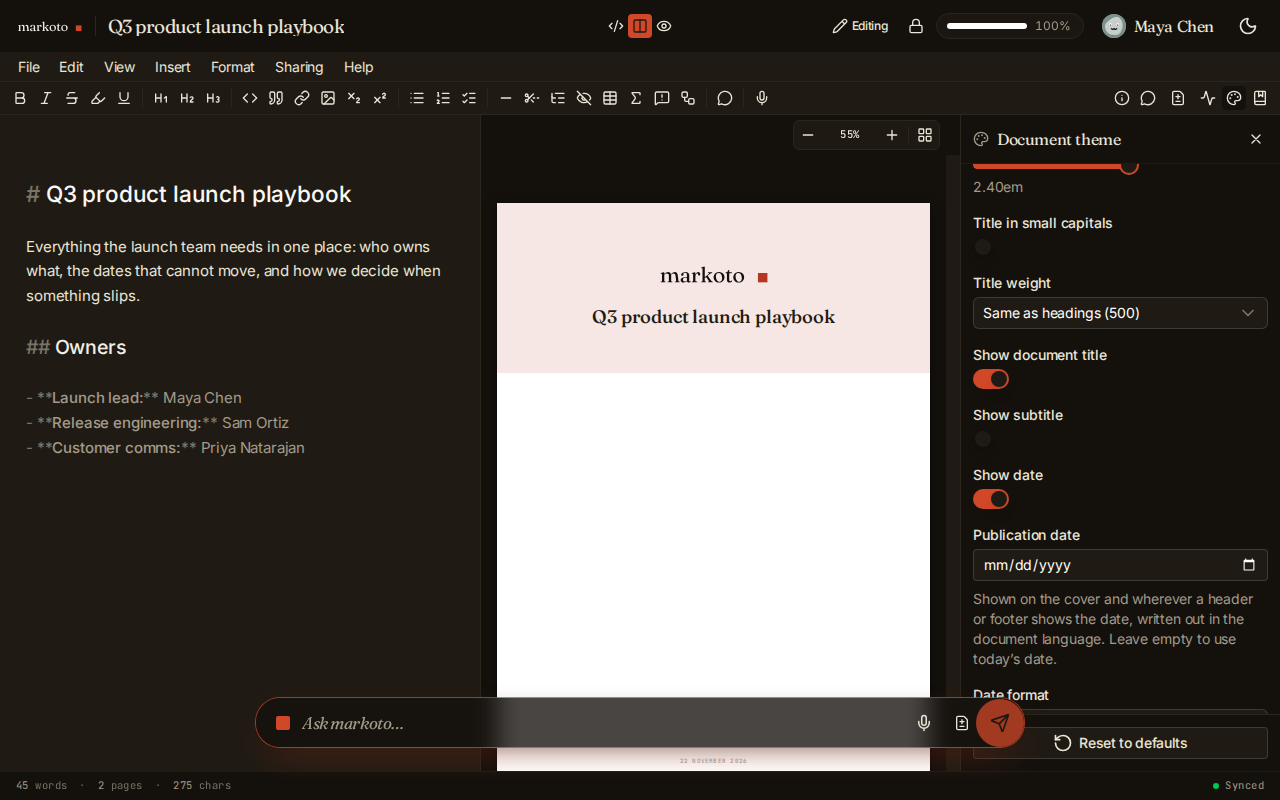 markoto
Q3 product launch playbook
Editing
100%
Maya Chen
File Edit View Insert Format Sharing Help
H1 H2 H3
55%
Document theme
# Q3 product launch playbook
Everything the launch team needs in one place: who owns
what, the dates that cannot move, and how we decide when
something slips.
## Owners
- **Launch lead:** Maya Chen
- **Release engineering:** Sam Ortiz
- **Customer comms:** Priya Natarajan
markoto
Q3 product launch playbook
22 NOVEMBER 2026
2.40em
Title in small capitals
Title weight
Same as headings (500)
Show document title
Show subtitle
Show date
Publication date
mm/dd/yyyy
Shown on the cover and wherever a header
or footer shows the date, written out in the
document language. Leave empty to use
today's date.
Date format
Reset to defaults
Ask markoto...
45 words · 2 pages · 275 chars
Synced